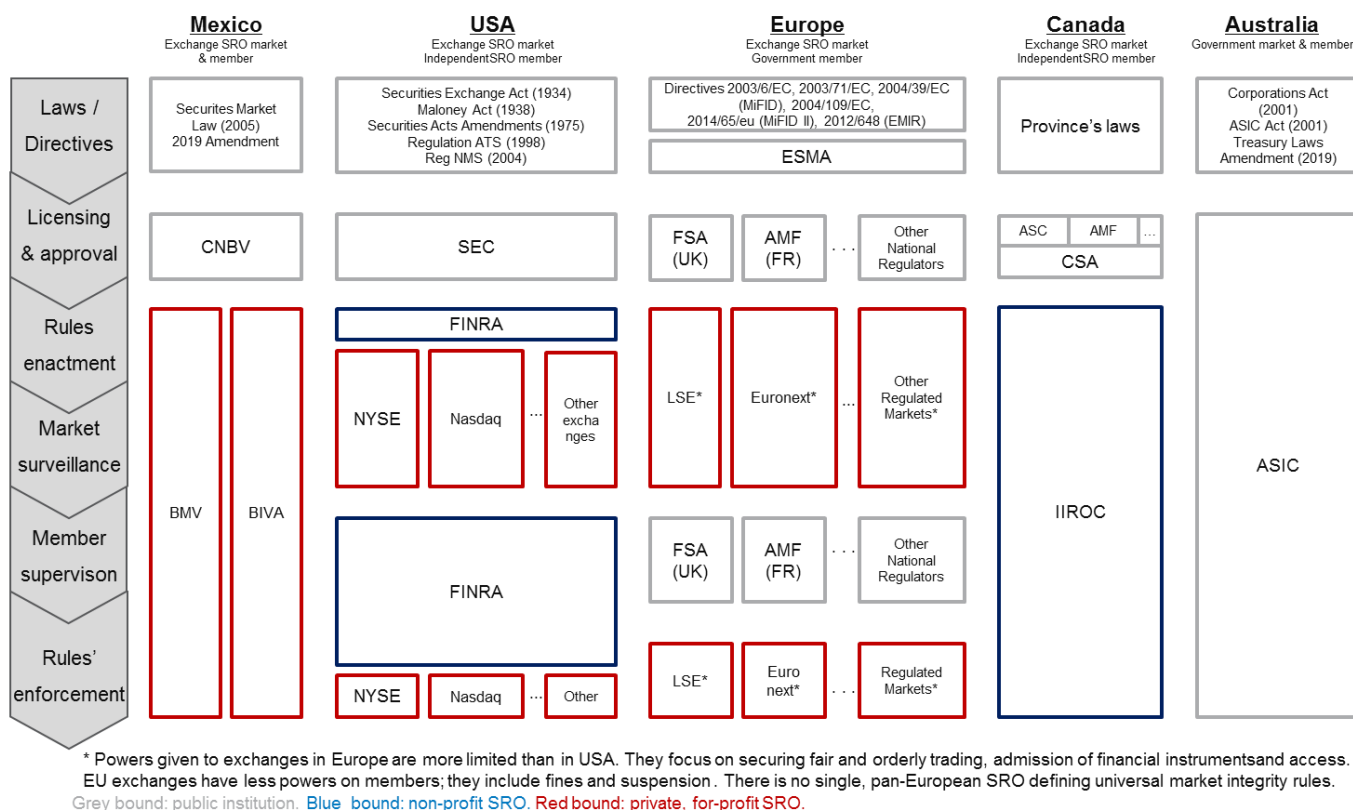 Mexico
Exchange SRO market
& member
USA
Exchange SRO market
IndependentSRO member
Europe
Exchange SRO market
Government member
Canada
Exchange SRO market
IndependentSRO member
Australia
Government market & member
Laws /
Directives
Securites Market
Law (2005)
2019 Amendment
Securities Exchange Act (1934)
Maloney Act (1938)
Securities Acts Amendments (1975)
Regulation ATS (1998)
Reg NMS (2004)
Directives 2003/6/EC, 2003/71/EC, 2004/39/EC
(MiFID), 2004/109/EC,
2014/65/eu (MiFID II), 2012/648 (EMIR)
ESMA
Province's laws
Corporations Act
(2001)
ASIC Act (2001)
Treasury Laws
Amendment (2019)
Licensing
& approval
CNBV
SEC
FSA
(UK)
AMF
(FR)
. . .
Other
National
Regulators
ASC
AMF
...
CSA
Rules
enactment
Market
surveillance
Member
supervison
Rules'
enforcement
BMV
BIVA
FINRA
NYSE
Nasdaq
...
Other
excha
nges
FINRA
NYSE
Nasdaq
...
Other
LSE*
Euronext*
...
Other
Regulated
Markets*
FSA
(UK)
AMF
(FR)
. . .
Other
National
Regulators
LSE*
Euro
next*
. . .
Regulated
Markets*
IIROC
ASIC
* Powers given to exchanges in Europe are more limited than in USA. They focus on securing fair and orderly trading, admission of financial instrumentsand access.
EU exchanges have less powers on members; they include fines and suspension. There is no single, pan-European SRO defining universal market integrity rules.
Grey bound: public institution. Blue bound: non-profit SRO. Red bound: private, for-profit SRO.